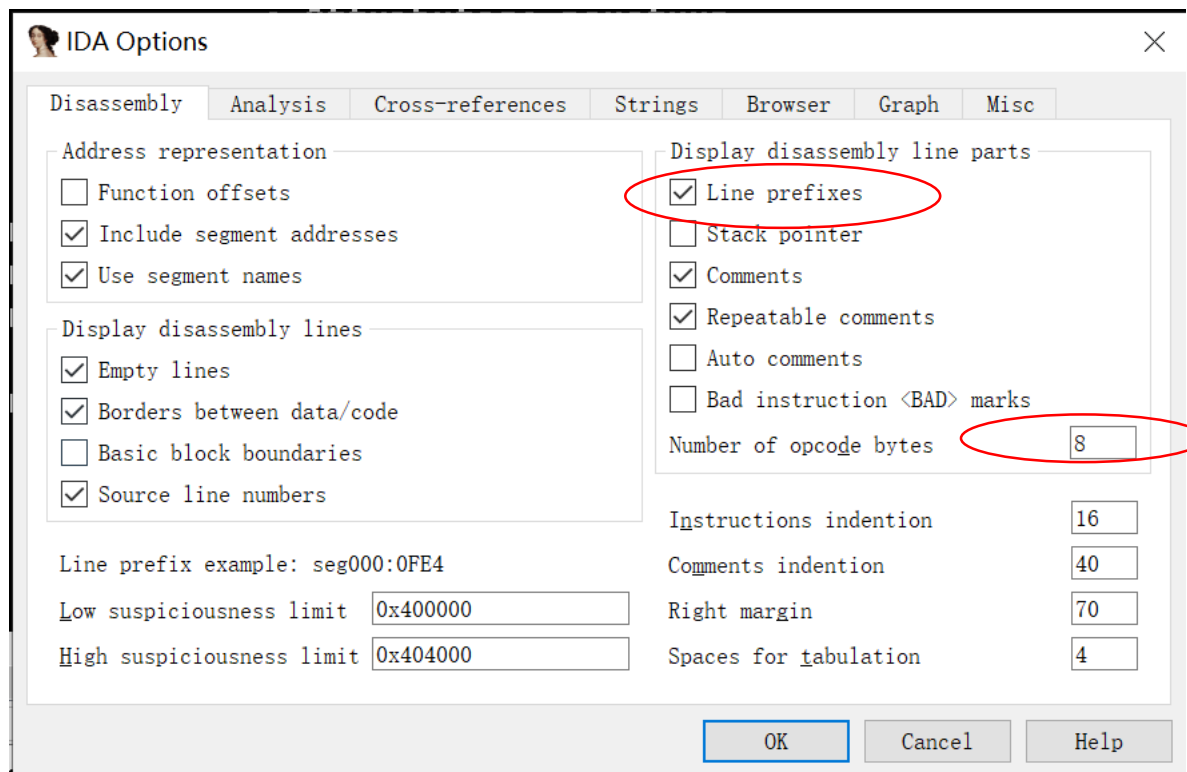 IDA Options
Disassembly Analysis Cross-references Strings Browser Graph Misc
Address representation
Function offsets
Include segment addresses
Use segment names
Display disassembly lines
Empty lines
Borders between data/code
Basic block boundaries
Source line numbers
Line prefix example: seg000:0FE4
Low suspiciousness limit 0x400000
High suspiciousness limit 0x404000
Display disassembly line parts
Line prefixes
Stack pointer
Comments
Repeatable comments
Auto comments
Bad instruction <BAD> marks
Number of opcode bytes 8
Instructions indention 16
Comments indention 40
Right margin 70
Spaces for tabulation 4
OK Cancel Help